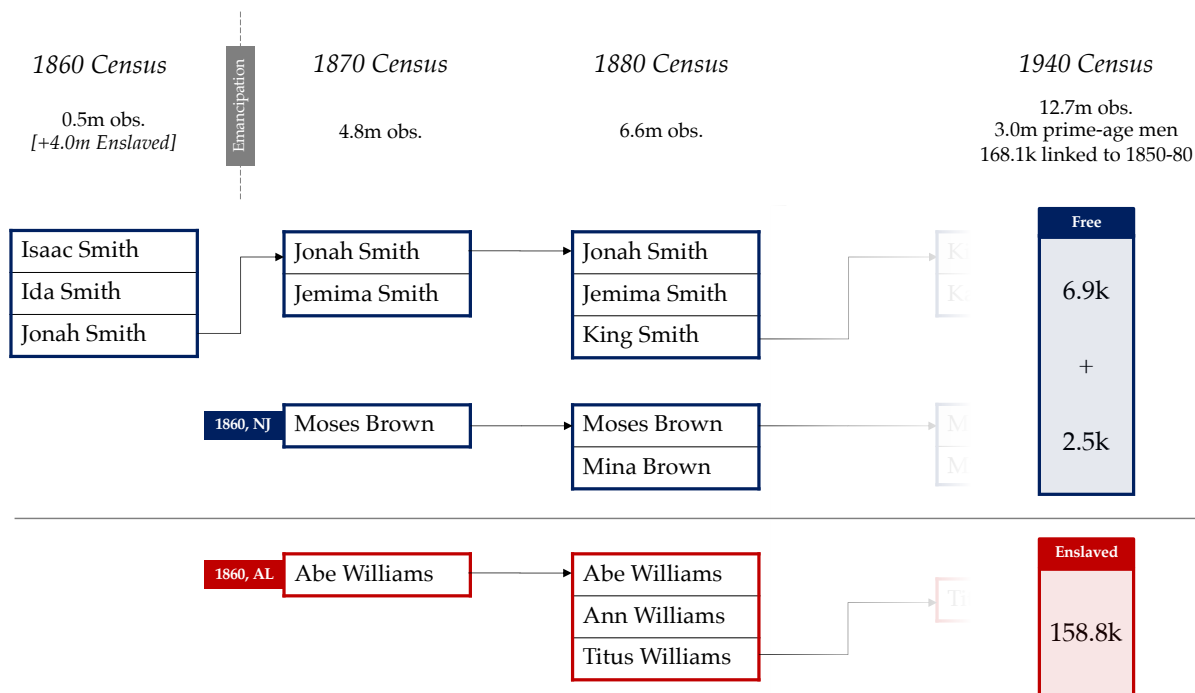 1860 Census
Emancipation
1870 Census
1880 Census
1940 Census
0.5m obs.
[+4.0m Enslaved]
4.8m obs.
6.6m obs.
12.7m obs.
3.0m prime-age men
168.1k linked to 1850-80
Isaac Smith
Ida Smith
Jonah Smith
Jonah Smith
Jemima Smith
Jonah Smith
Jemima Smith
King Smith
Free
6.9k
+
2.5k
1860, NJ
Moses Brown
Moses Brown
Mina Brown
1860, AL
Abe Williams
Abe Williams
Ann Williams
Titus Williams
Enslaved
158.8k